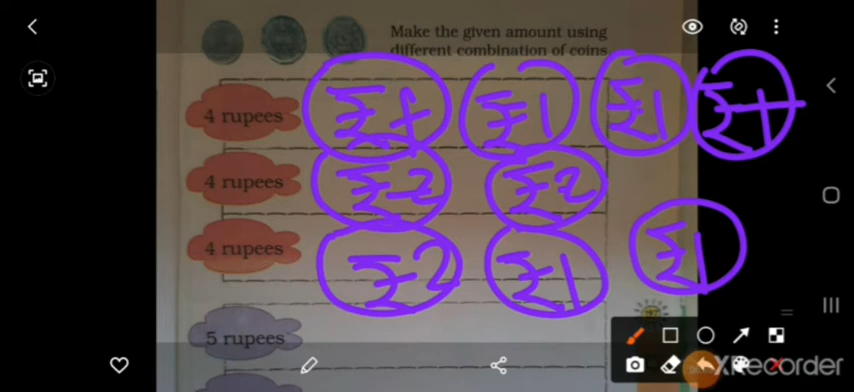 Make the given amount using
different combination of coins
4 rupees ₹1 ₹1 ₹1 ₹1
4 rupees ₹2 ₹2
4 rupees ₹2 ₹1 ₹1
5 rupees
XRecorder